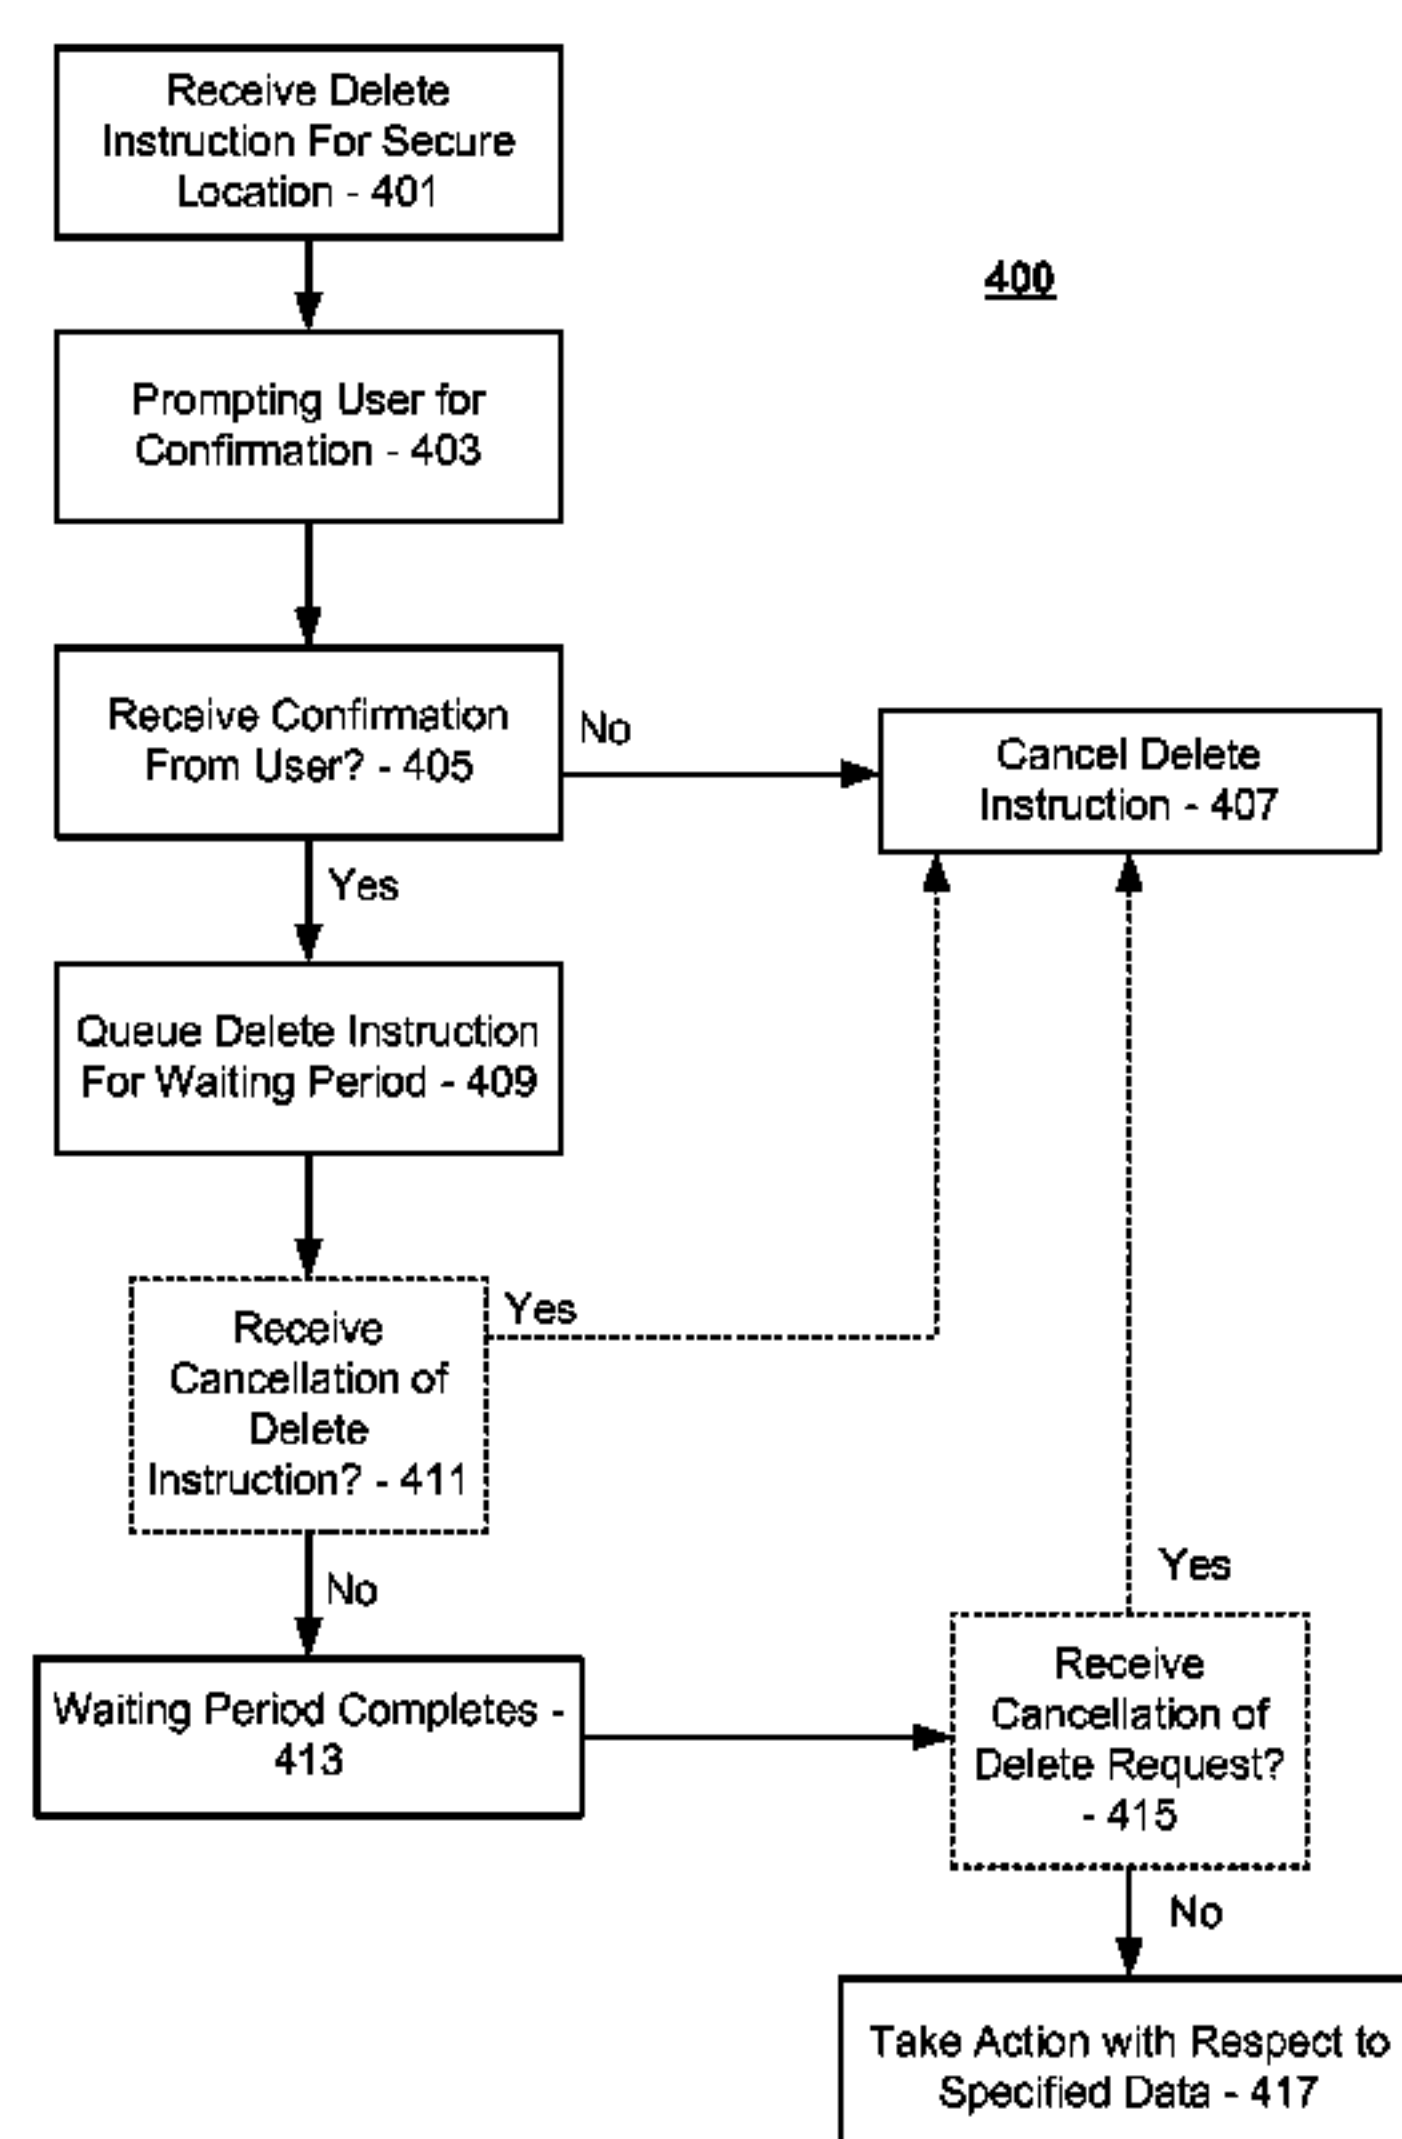 Receive Delete
Instruction For Secure
Location - 401
400
Prompting User for
Confirmation - 403
Receive Confirmation
From User? - 405
No
Cancel Delete
Instruction - 407
Yes
Queue Delete Instruction
For Waiting Period - 409
Receive
Cancellation of
Delete
Instruction? - 411
Yes
No
Waiting Period Completes -
413
Yes
Receive
Cancellation of
Delete Request?
- 415
No
Take Action with Respect to
Specified Data - 417